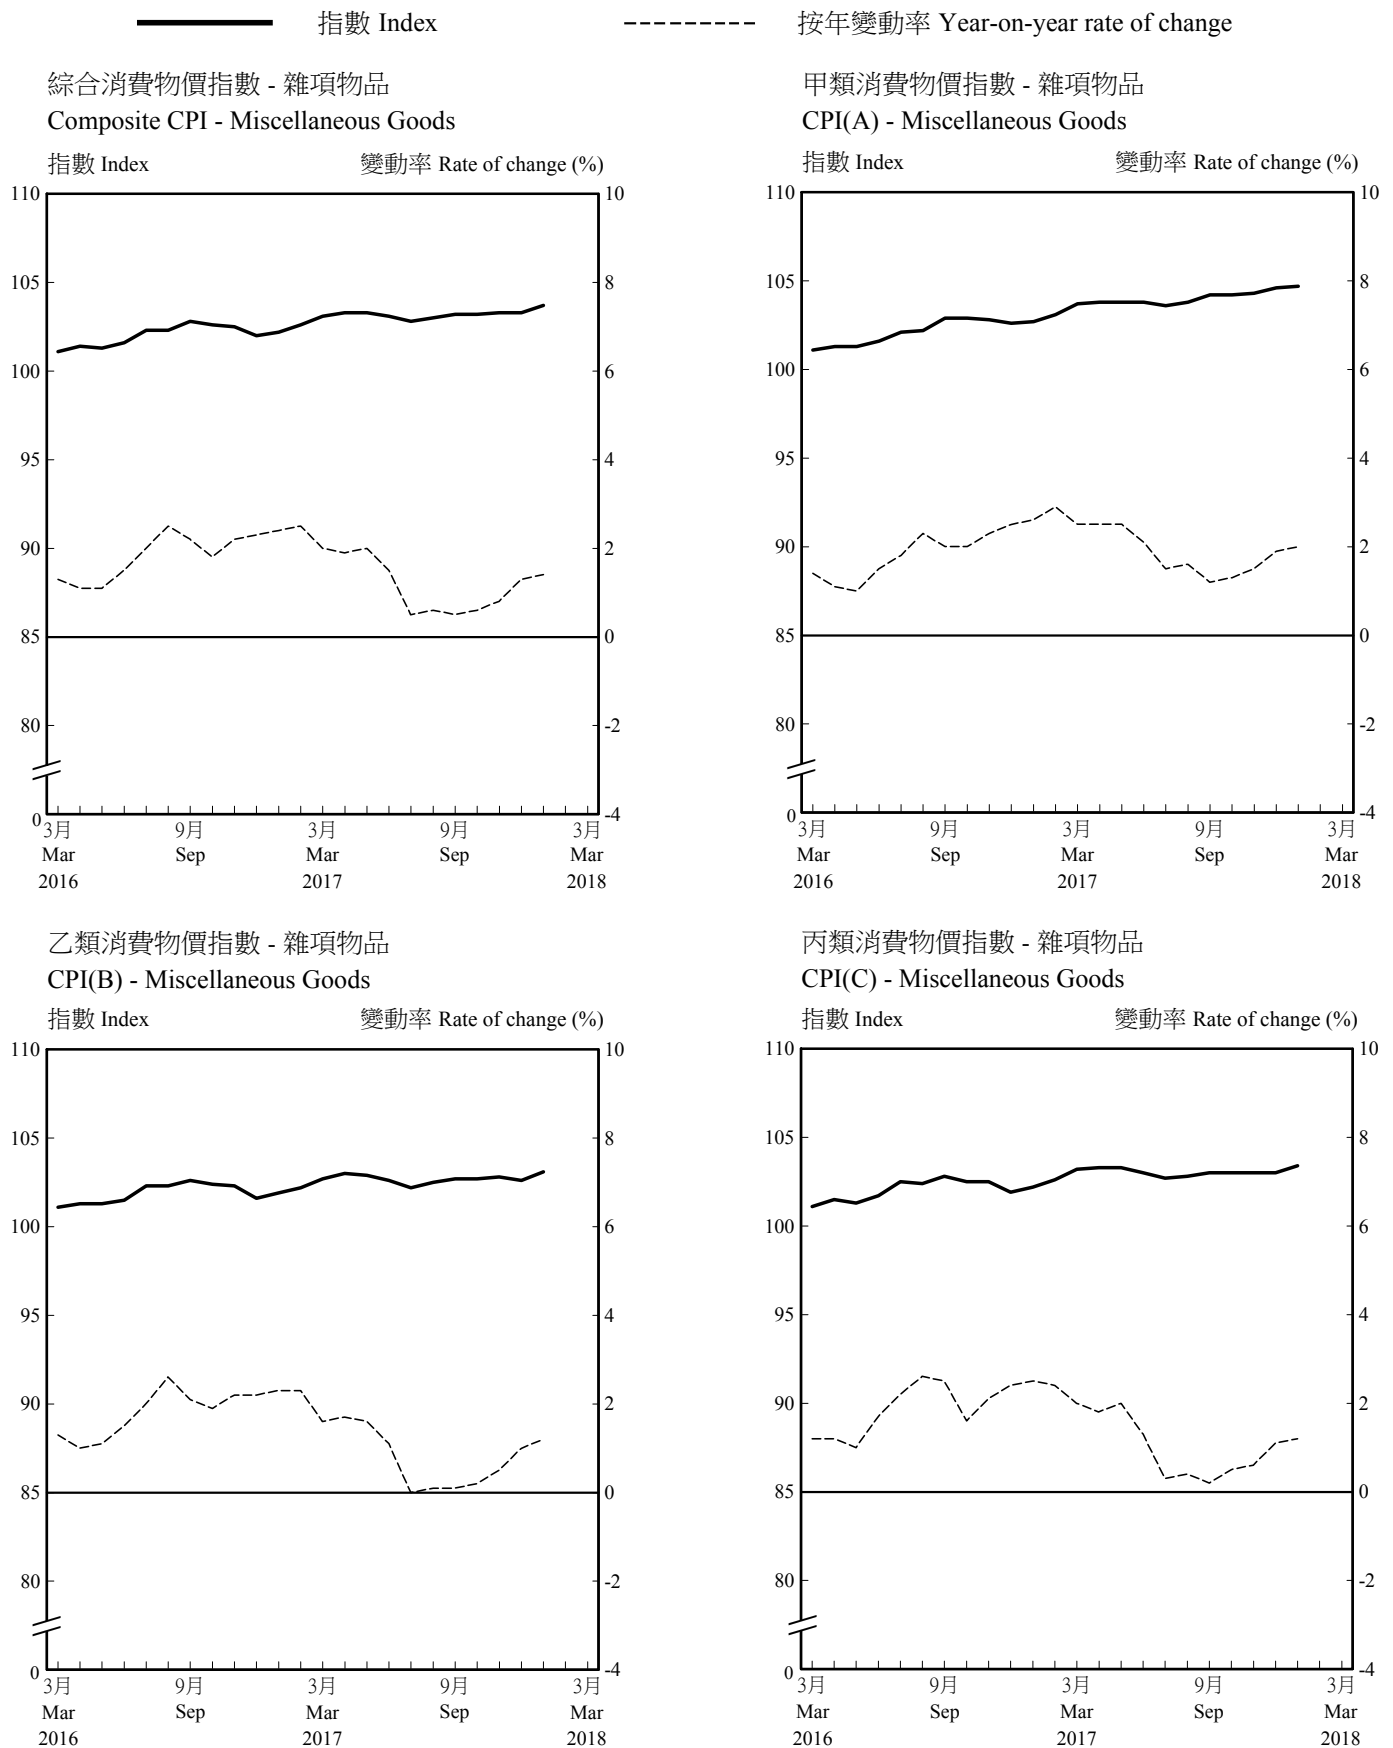 指數 Index
按年變動率 Year-on-year rate of change
綜合消費物價指數 - 雜項物品
Composite CPI - Miscellaneous Goods
指數 Index
變動率 Rate of change (%)
110
105
100
95
90
85
80
0
10
8
6
4
2
0
-2
-4
3月
Mar
2016
9月
Sep
3月
Mar
2017
9月
Sep
3月
Mar
2018
甲類消費物價指數 - 雜項物品
CPI(A) - Miscellaneous Goods
指數 Index
變動率 Rate of change (%)
110
105
100
95
90
85
80
0
10
8
6
4
2
0
-2
-4
3月
Mar
2016
9月
Sep
3月
Mar
2017
9月
Sep
3月
Mar
2018
乙類消費物價指數 - 雜項物品
CPI(B) - Miscellaneous Goods
指數 Index
變動率 Rate of change (%)
110
105
100
95
90
85
80
0
10
8
6
4
2
0
-2
-4
3月
Mar
2016
9月
Sep
3月
Mar
2017
9月
Sep
3月
Mar
2018
丙類消費物價指數 - 雜項物品
CPI(C) - Miscellaneous Goods
指數 Index
變動率 Rate of change (%)
110
105
100
95
90
85
80
0
10
8
6
4
2
0
-2
-4
3月
Mar
2016
9月
Sep
3月
Mar
2017
9月
Sep
3月
Mar
2018